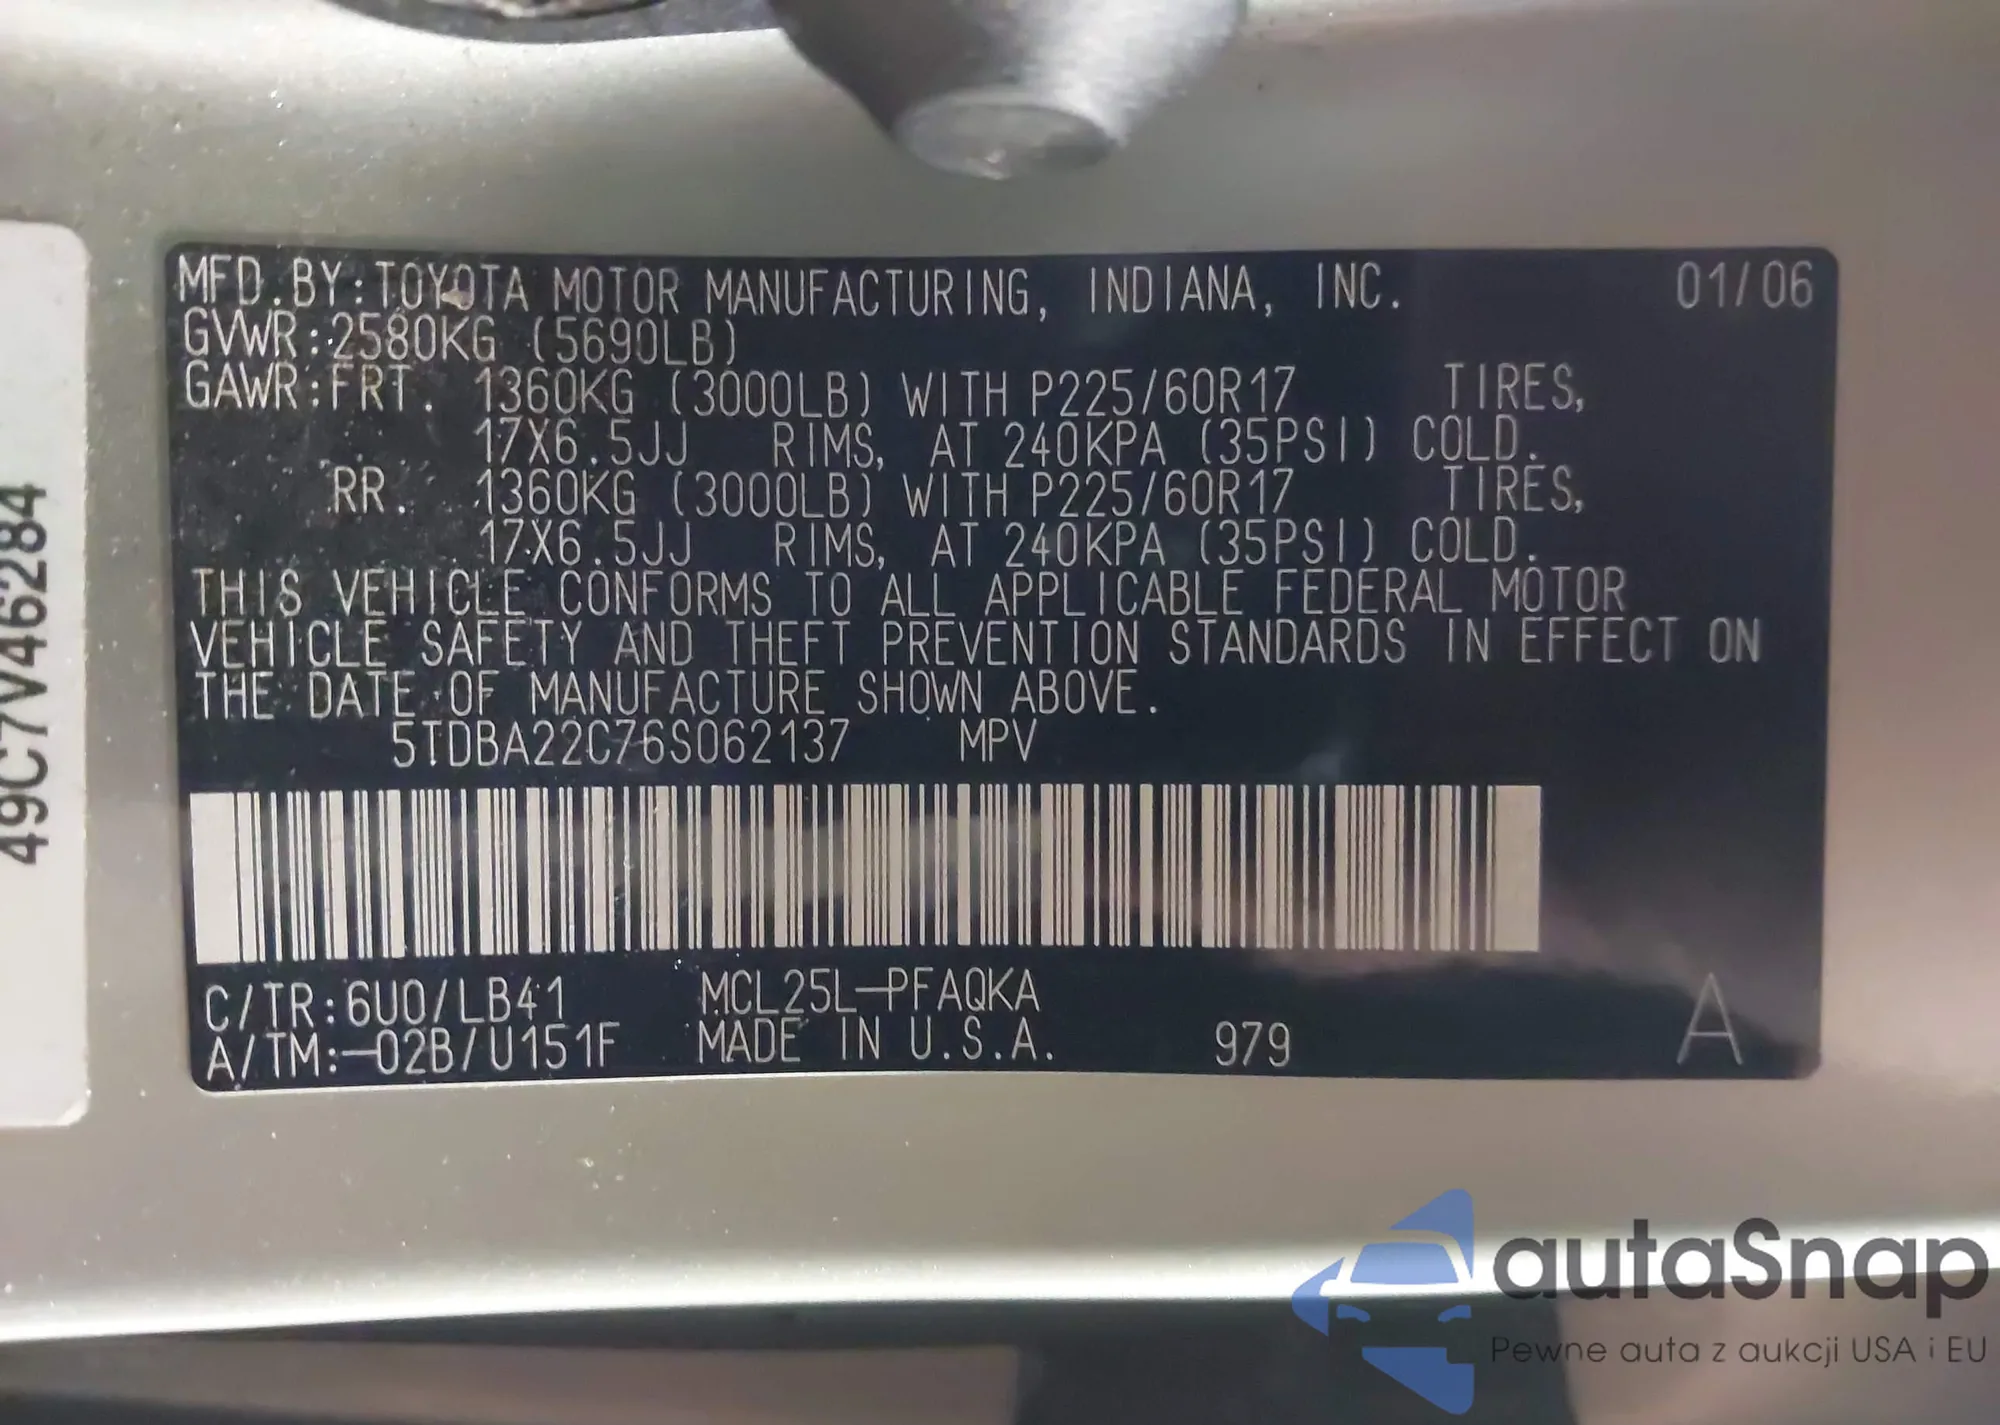 MFD.BY:TOYOTA MOTOR MANUFACTURING, INDIANA, INC. 01/06
GVWR:2580KG (5690LB)
GAWR:FRT. 1360KG (3000LB) WITH P225/60R17 TIRES,
17X6.5JJ RIMS, AT 240KPA (35PSI) COLD.
RR. 1360KG (3000LB) WITH P225/60R17 TIRES,
17X6.5JJ RIMS, AT 240KPA (35PSI) COLD.
THIS VEHICLE CONFORMS TO ALL APPLICABLE FEDERAL MOTOR
VEHICLE SAFETY AND THEFT PREVENTION STANDARDS IN EFFECT ON
THE DATE OF MANUFACTURE SHOWN ABOVE.
5TDBA22C76S062137 MPV
C/TR:6U0/LB41 MCL25L-PFAQKA
A/TM:-02B/U151F MADE IN U.S.A. 979 A
49C7V46284
autaSnap
Pewne auta z aukcji USA i EU